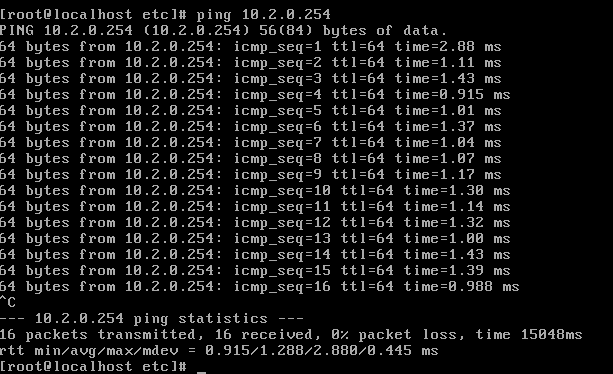 [root@localhost etc]# ping 10.2.0.254
PING 10.2.0.254 (10.2.0.254) 56(84) bytes of data.
64 bytes from 10.2.0.254: icmp_seq=1 ttl=64 time=2.88 ms
64 bytes from 10.2.0.254: icmp_seq=2 ttl=64 time=1.11 ms
64 bytes from 10.2.0.254: icmp_seq=3 ttl=64 time=1.43 ms
64 bytes from 10.2.0.254: icmp_seq=4 ttl=64 time=0.915 ms
64 bytes from 10.2.0.254: icmp_seq=5 ttl=64 time=1.01 ms
64 bytes from 10.2.0.254: icmp_seq=6 ttl=64 time=1.37 ms
64 bytes from 10.2.0.254: icmp_seq=7 ttl=64 time=1.04 ms
64 bytes from 10.2.0.254: icmp_seq=8 ttl=64 time=1.07 ms
64 bytes from 10.2.0.254: icmp_seq=9 ttl=64 time=1.17 ms
64 bytes from 10.2.0.254: icmp_seq=10 ttl=64 time=1.30 ms
64 bytes from 10.2.0.254: icmp_seq=11 ttl=64 time=1.14 ms
64 bytes from 10.2.0.254: icmp_seq=12 ttl=64 time=1.32 ms
64 bytes from 10.2.0.254: icmp_seq=13 ttl=64 time=1.00 ms
64 bytes from 10.2.0.254: icmp_seq=14 ttl=64 time=1.43 ms
64 bytes from 10.2.0.254: icmp_seq=15 ttl=64 time=1.39 ms
64 bytes from 10.2.0.254: icmp_seq=16 ttl=64 time=0.988 ms
^C
--- 10.2.0.254 ping statistics ---
16 packets transmitted, 16 received, 0% packet loss, time 15048ms
rtt min/avg/max/mdev = 0.915/1.288/2.880/0.445 ms
[root@localhost etc]# _